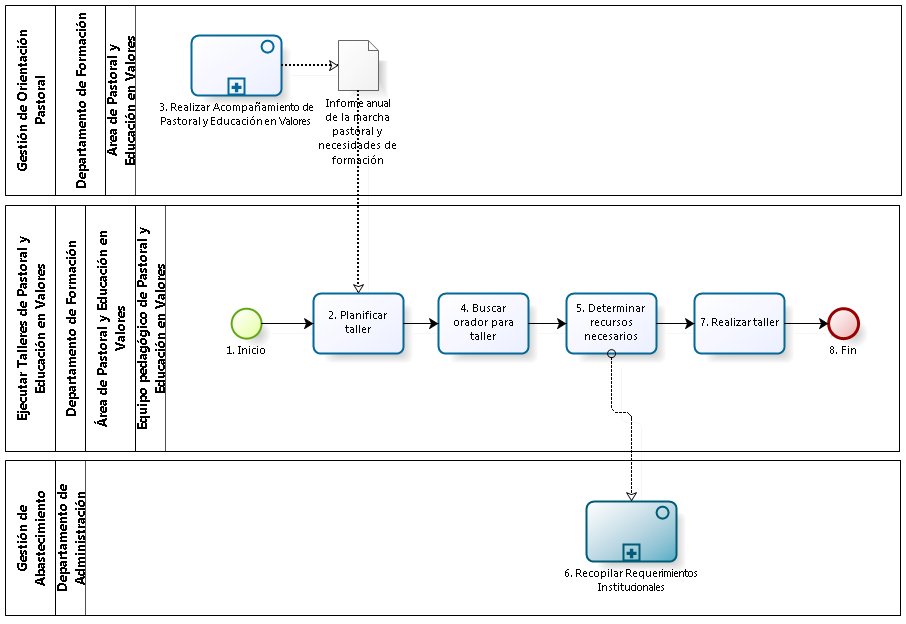 Gestión de Orientación
Pastoral
Departamento de Formación
Área de Pastoral y
Educación en Valores
3. Realizar Acompañamiento de
Pastoral y Educación en Valores
Informe anual
de la marcha
pastoral y
necesidades de
formación
Ejecutar Talleres de Pastoral y
Educación en Valores
Departamento de Formación
Área de Pastoral y Educación en
Valores
Equipo pedagógico de Pastoral y
Educación en Valores
1. Inicio
2. Planificar
taller
4. Buscar
orador para
taller
5. Determinar
recursos
necesarios
7. Realizar taller
8. Fin
Gestión de
Abastecimiento
Departamento de
Administración
6. Recopilar Requerimientos
Institucionales